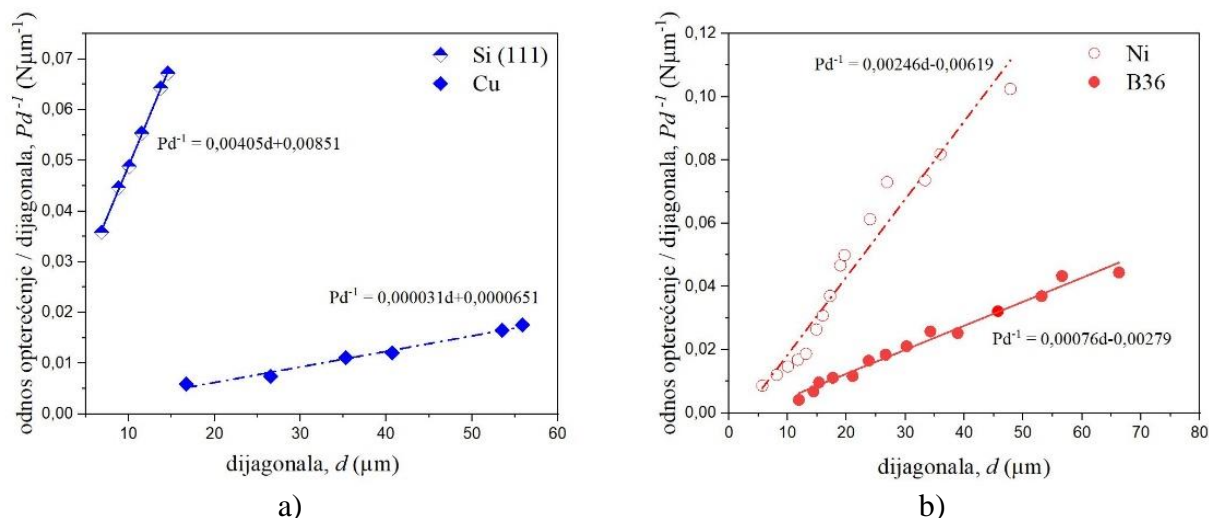 odnos opterećenje / dijagonala, Pd⁻¹ (Nμm⁻¹)
0,07
0,06
0,05
0,04
0,03
0,02
0,01
0,00
Si (111)
Cu
Pd⁻¹ = 0,00405d+0,00851
Pd⁻¹ = 0,000031d+0,0000651
10
20
30
40
50
60
dijagonala, d (μm)
a)
odnos opterećenje / dijagonala, Pd⁻¹ (Nμm⁻¹)
0,12
0,10
0,08
0,06
0,04
0,02
0,00
Pd⁻¹ = 0,00246d-0,00619
Ni
B36
Pd⁻¹ = 0,00076d-0,00279
0
10
20
30
40
50
60
70
80
dijagonala, d (μm)
b)